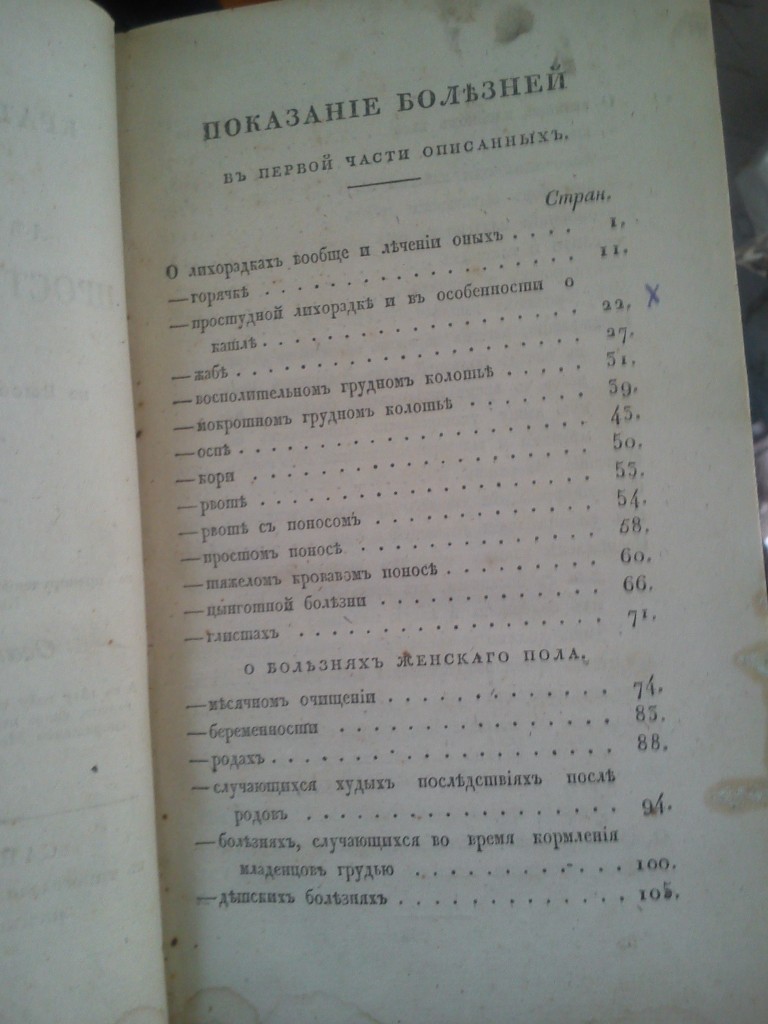 ПОКАЗАНІЕ БОЛѢЗНЕЙ
ВЪ ПЕРВОЙ ЧАСТИ ОПИСАННЫХЪ.
Стран.
О лихорадкахъ вообще и лѣченіи оныхъ . . . . 1.
—горячкѣ . . . . . . . . . . . . . . . 11.
—простудной лихорадкѣ и въ особенности о
кашлѣ . . . . . . . . . . . . . . . 22. X
—жабѣ . . . . . . . . . . . . . . . . 27.
—восполительномъ грудномъ колотьѣ . . . . . 31.
—мокротномъ грудномъ колотьѣ . . . . . . . 39.
—оспѣ . . . . . . . . . . . . . . . . 43.
—кори . . . . . . . . . . . . . . . . 50.
—рвотѣ . . . . . . . . . . . . . . . . 53.
—рвотѣ съ поносомъ . . . . . . . . . . . 54.
—простомъ поносѣ . . . . . . . . . . . . 58.
—тяжеломъ кровавомъ поносѣ . . . . . . . . 60.
—цынготной болѣзни . . . . . . . . . . . 66.
—глистахъ . . . . . . . . . . . . . . . 71.
О БОЛѢЗНЯХЪ ЖЕНСКАГО ПОЛА.
—мѣсячномъ очищеніи . . . . . . . . . . . 74.
—беременности . . . . . . . . . . . . . 83.
—родахъ . . . . . . . . . . . . . . . . 88.
—случающихся худыхъ послѣдствіяхъ послѣ
родовъ . . . . . . . . . . . . . . . 94.
—болѣзняхъ, случающихся во время кормленія
младенцовъ грудью . . . . . . . . . . 100.
—дѣтскихъ болѣзняхъ . . . . . . . . . . . 105.